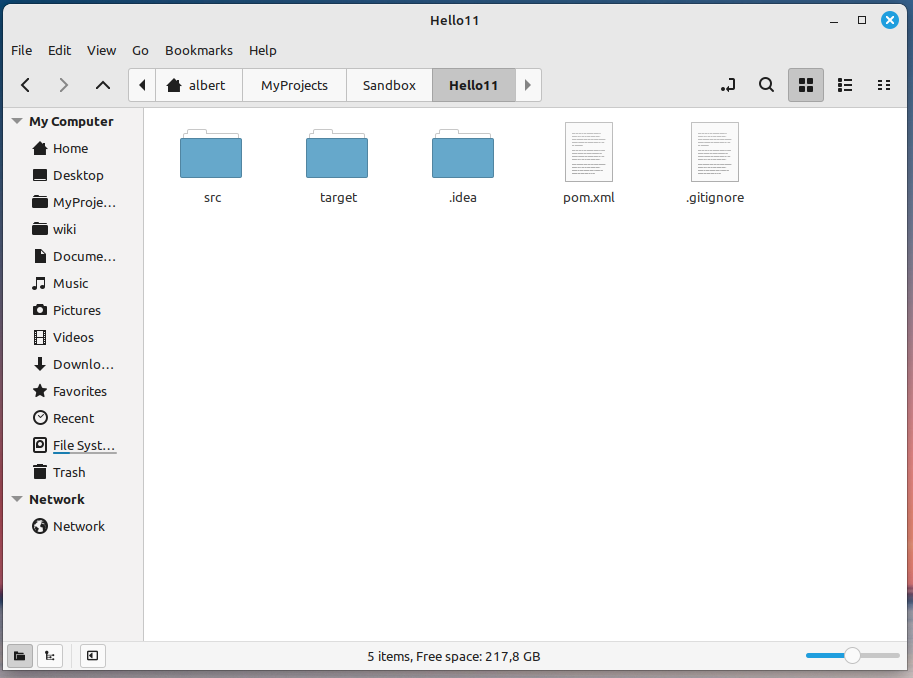 Hello11
File Edit View Go Bookmarks Help
albert MyProjects Sandbox Hello11
My Computer
Home
Desktop
MyProje...
wiki
Docume...
Music
Pictures
Videos
Downlo...
Favorites
Recent
File Syst...
Trash
Network
Network
src target .idea pom.xml .gitignore
5 items, Free space: 217,8 GB